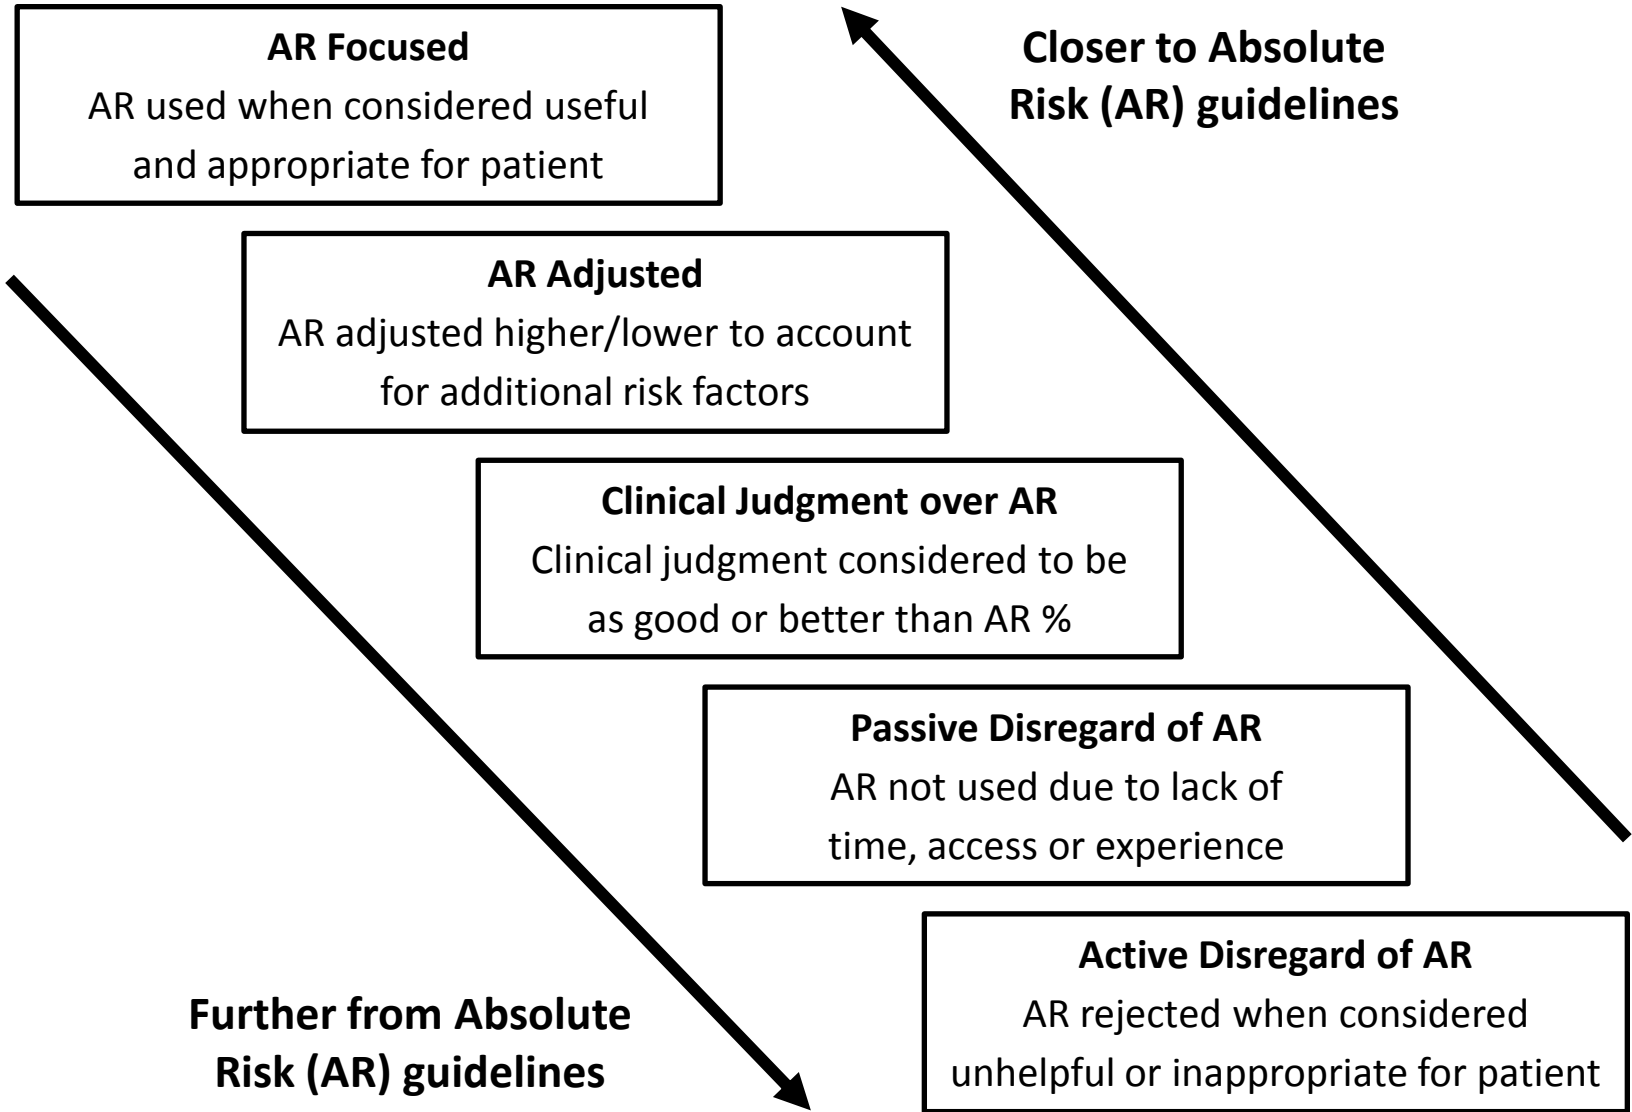 AR Focused
AR used when considered useful
and appropriate for patient
Closer to Absolute
Risk (AR) guidelines
AR Adjusted
AR adjusted higher/lower to account
for additional risk factors
Clinical Judgment over AR
Clinical judgment considered to be
as good or better than AR %
Passive Disregard of AR
AR not used due to lack of
time, access or experience
Active Disregard of AR
AR rejected when considered
unhelpful or inappropriate for patient
Further from Absolute
Risk (AR) guidelines